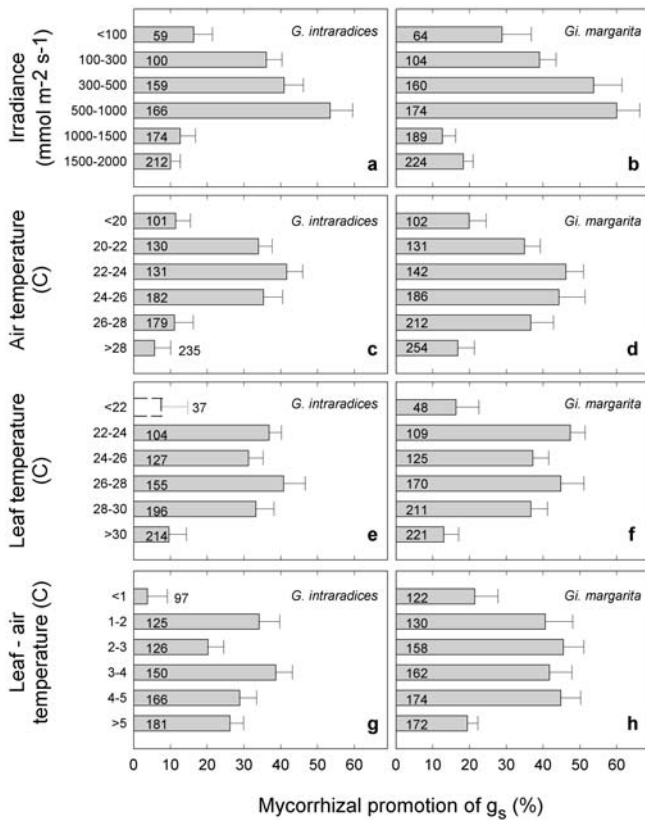 G. intraradices
Gi. margarita
Irradiance
(mmol m-2 s-1)
<100 59 64
100-300 100 104
300-500 159 160
500-1000 166 174
1000-1500 174 189
1500-2000 212 224
a b
G. intraradices
Gi. margarita
Air temperature
(C)
<20 101 102
20-22 130 131
22-24 131 142
24-26 182 186
26-28 179 212
>28 235 254
c d
G. intraradices
Gi. margarita
Leaf temperature
(C)
<22 37 48
22-24 104 109
24-26 127 125
26-28 155 170
28-30 196 211
>30 214 221
e f
G. intraradices
Gi. margarita
Leaf - air
temperature (C)
<1 97 122
1-2 125 130
2-3 126 158
3-4 150 162
4-5 166 174
>5 181 172
g h
0 10 20 30 40 50 60 0 10 20 30 40 50 60
Mycorrhizal promotion of gs (%)